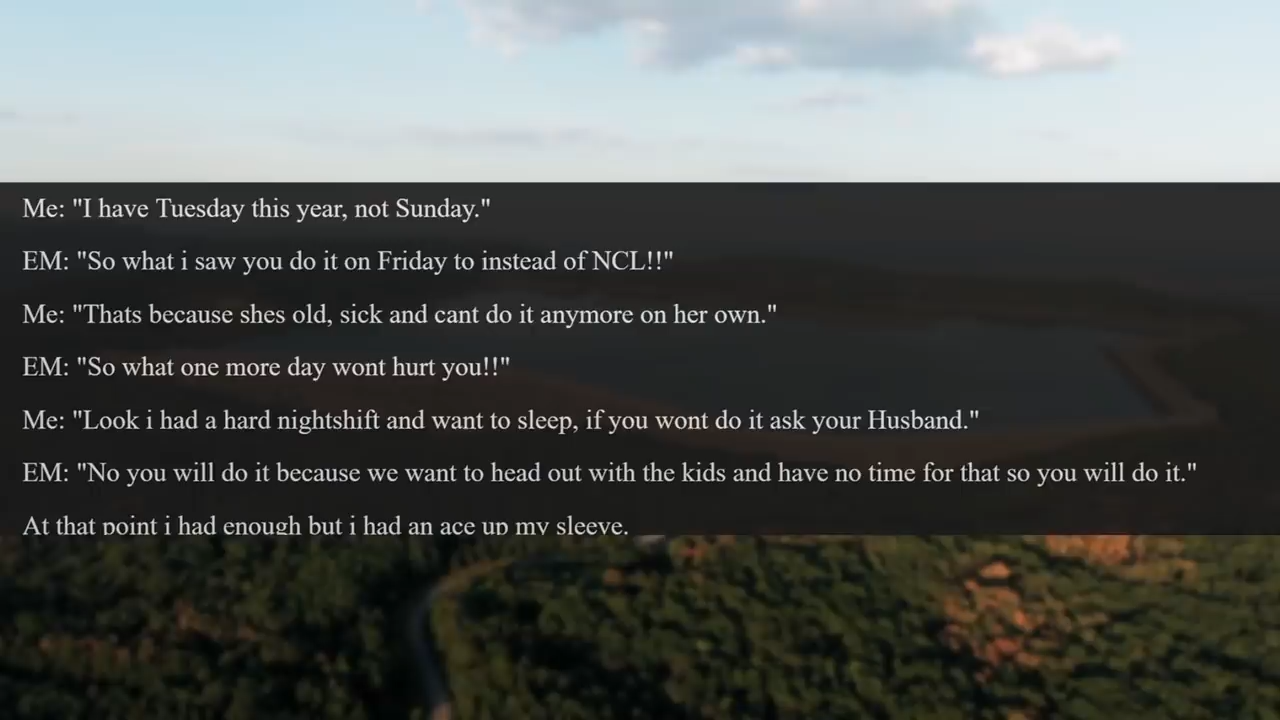 Me: "I have Tuesday this year, not Sunday."
EM: "So what i saw you do it on Friday to instead of NCL!!"
Me: "Thats because shes old, sick and cant do it anymore on her own."
EM: "So what one more day wont hurt you!!"
Me: "Look i had a hard nightshift and want to sleep, if you wont do it ask your Husband."
EM: "No you will do it because we want to head out with the kids and have no time for that so you will do it."
At that point i had enough but i had an ace up my sleeve.